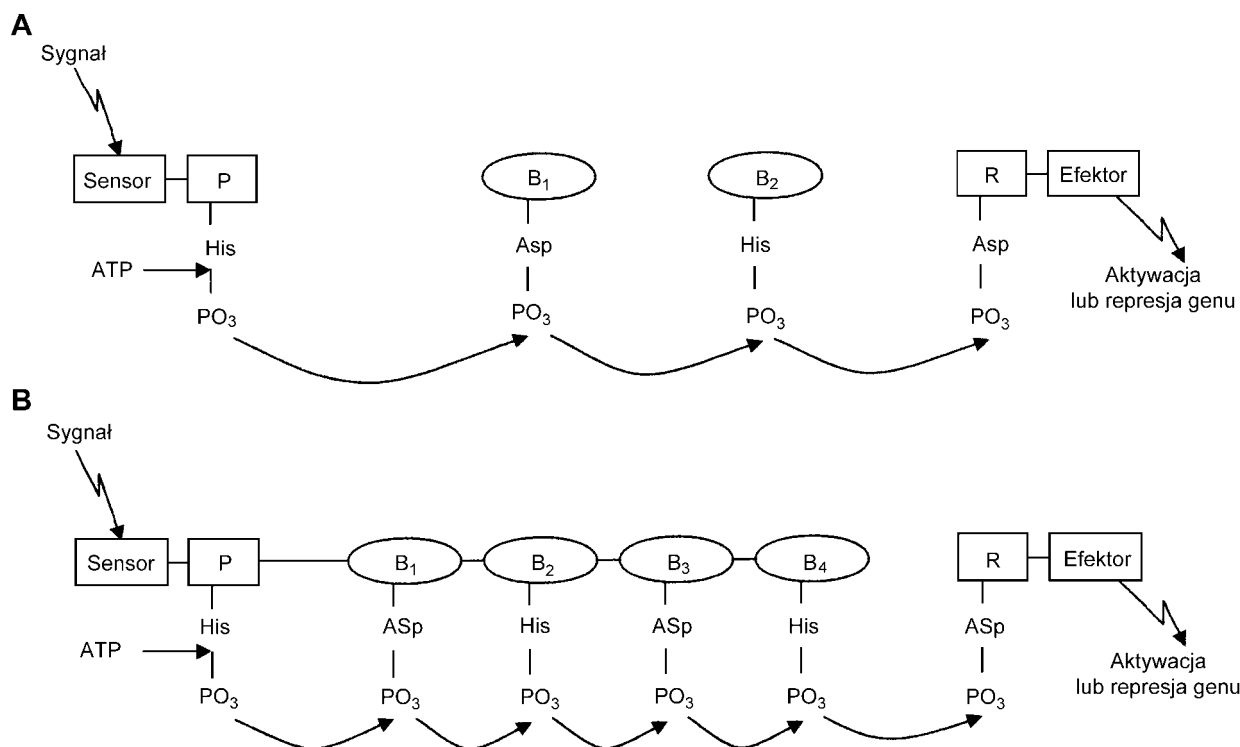 A
Sygnał
Sensor P B₁ B₂ R Efektor
His Asp His Asp
ATP
Aktywacja
lub represja genu
PO₃ PO₃ PO₃ PO₃
B
Sygnał
Sensor P B₁ B₂ B₃ B₄ R Efektor
His ASp His ASp His ASp
ATP
Aktywacja
lub represja genu
PO₃ PO₃ PO₃ PO₃ PO₃ PO₃